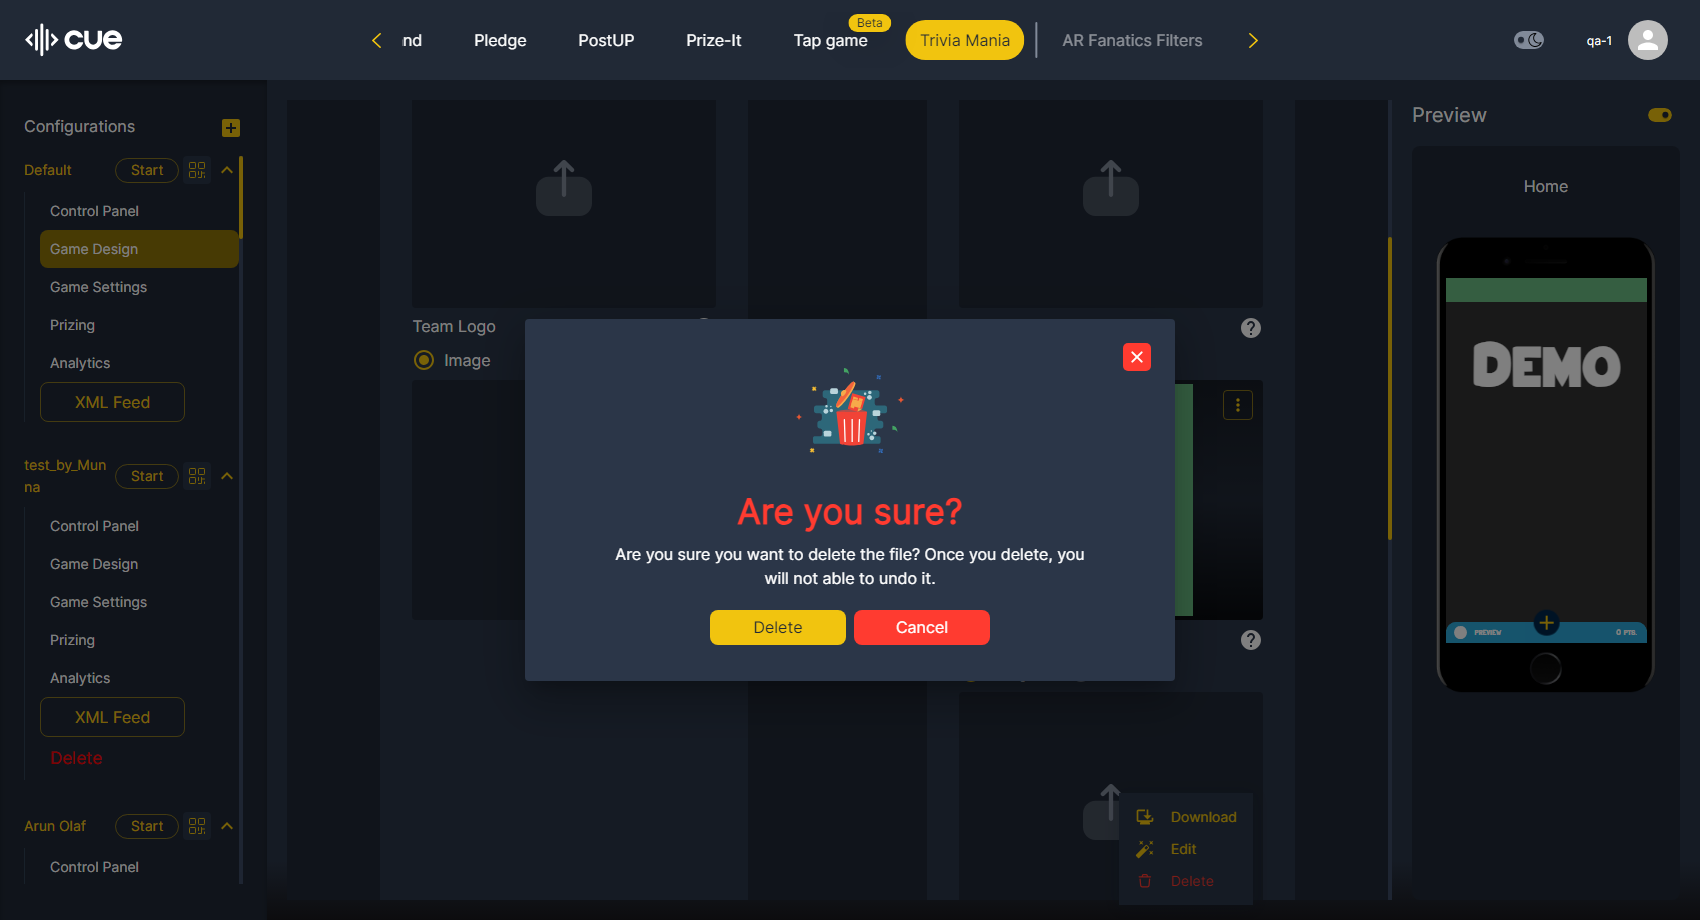 cue
nd
Pledge
PostUP
Prize-It
Tap game
Beta
Trivia Mania
AR Fanatics Filters
qa-1
Configurations
Default
Start
Control Panel
Game Design
Game Settings
Prizing
Analytics
XML Feed
test_by_Mun
na
Start
Control Panel
Game Design
Game Settings
Prizing
Analytics
XML Feed
Delete
Arun Olaf
Start
Control Panel
Team Logo
Image
Are you sure?
Are you sure you want to delete the file? Once you delete, you
will not able to undo it.
Delete
Cancel
Download
Edit
Delete
Preview
Home
DEMO
PREVIEW
0 PTS.